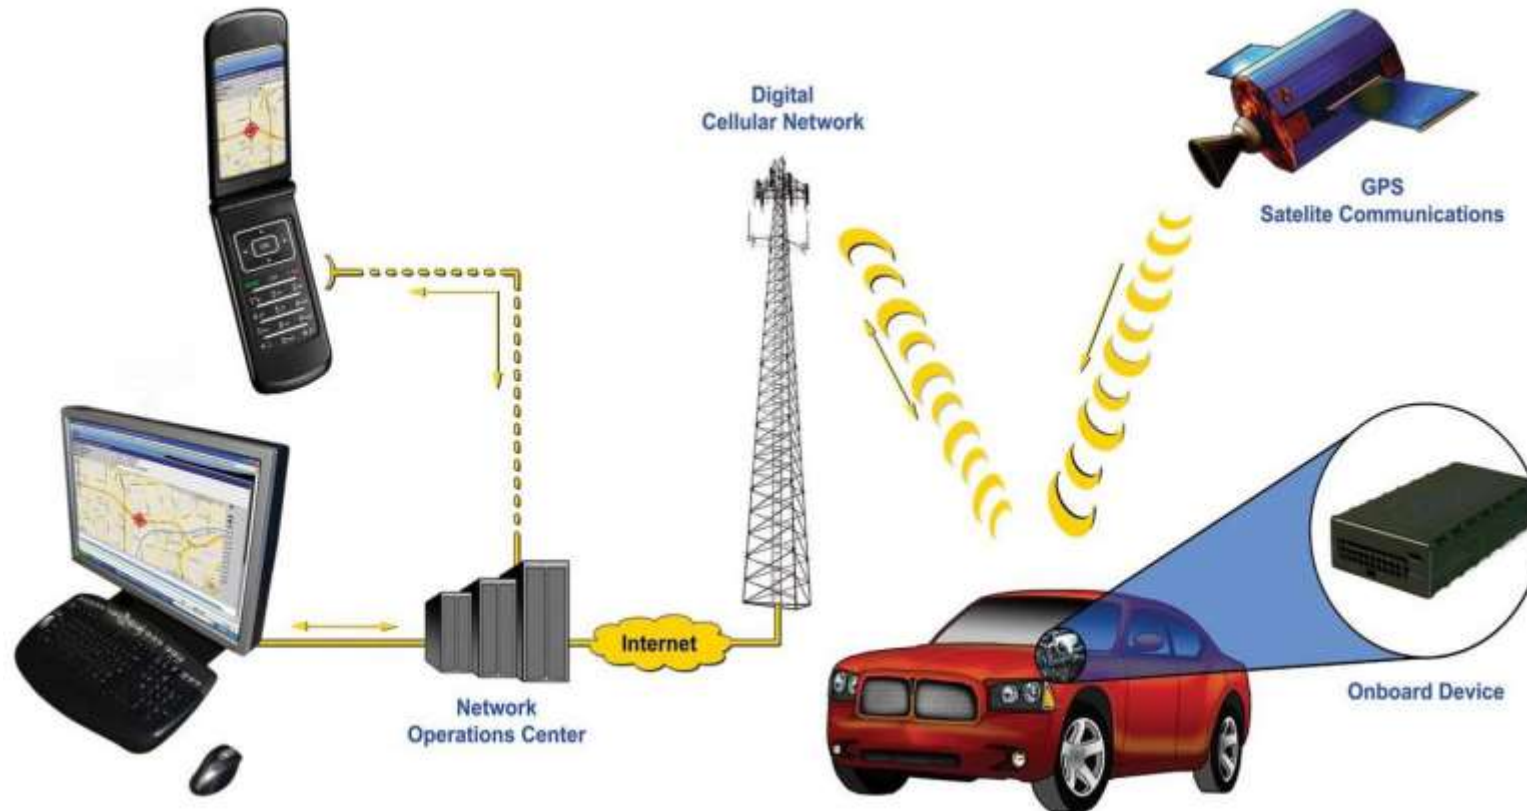 Digital
Cellular Network
GPS
Satelite Communications
Internet
Onboard Device
Network
Operations Center